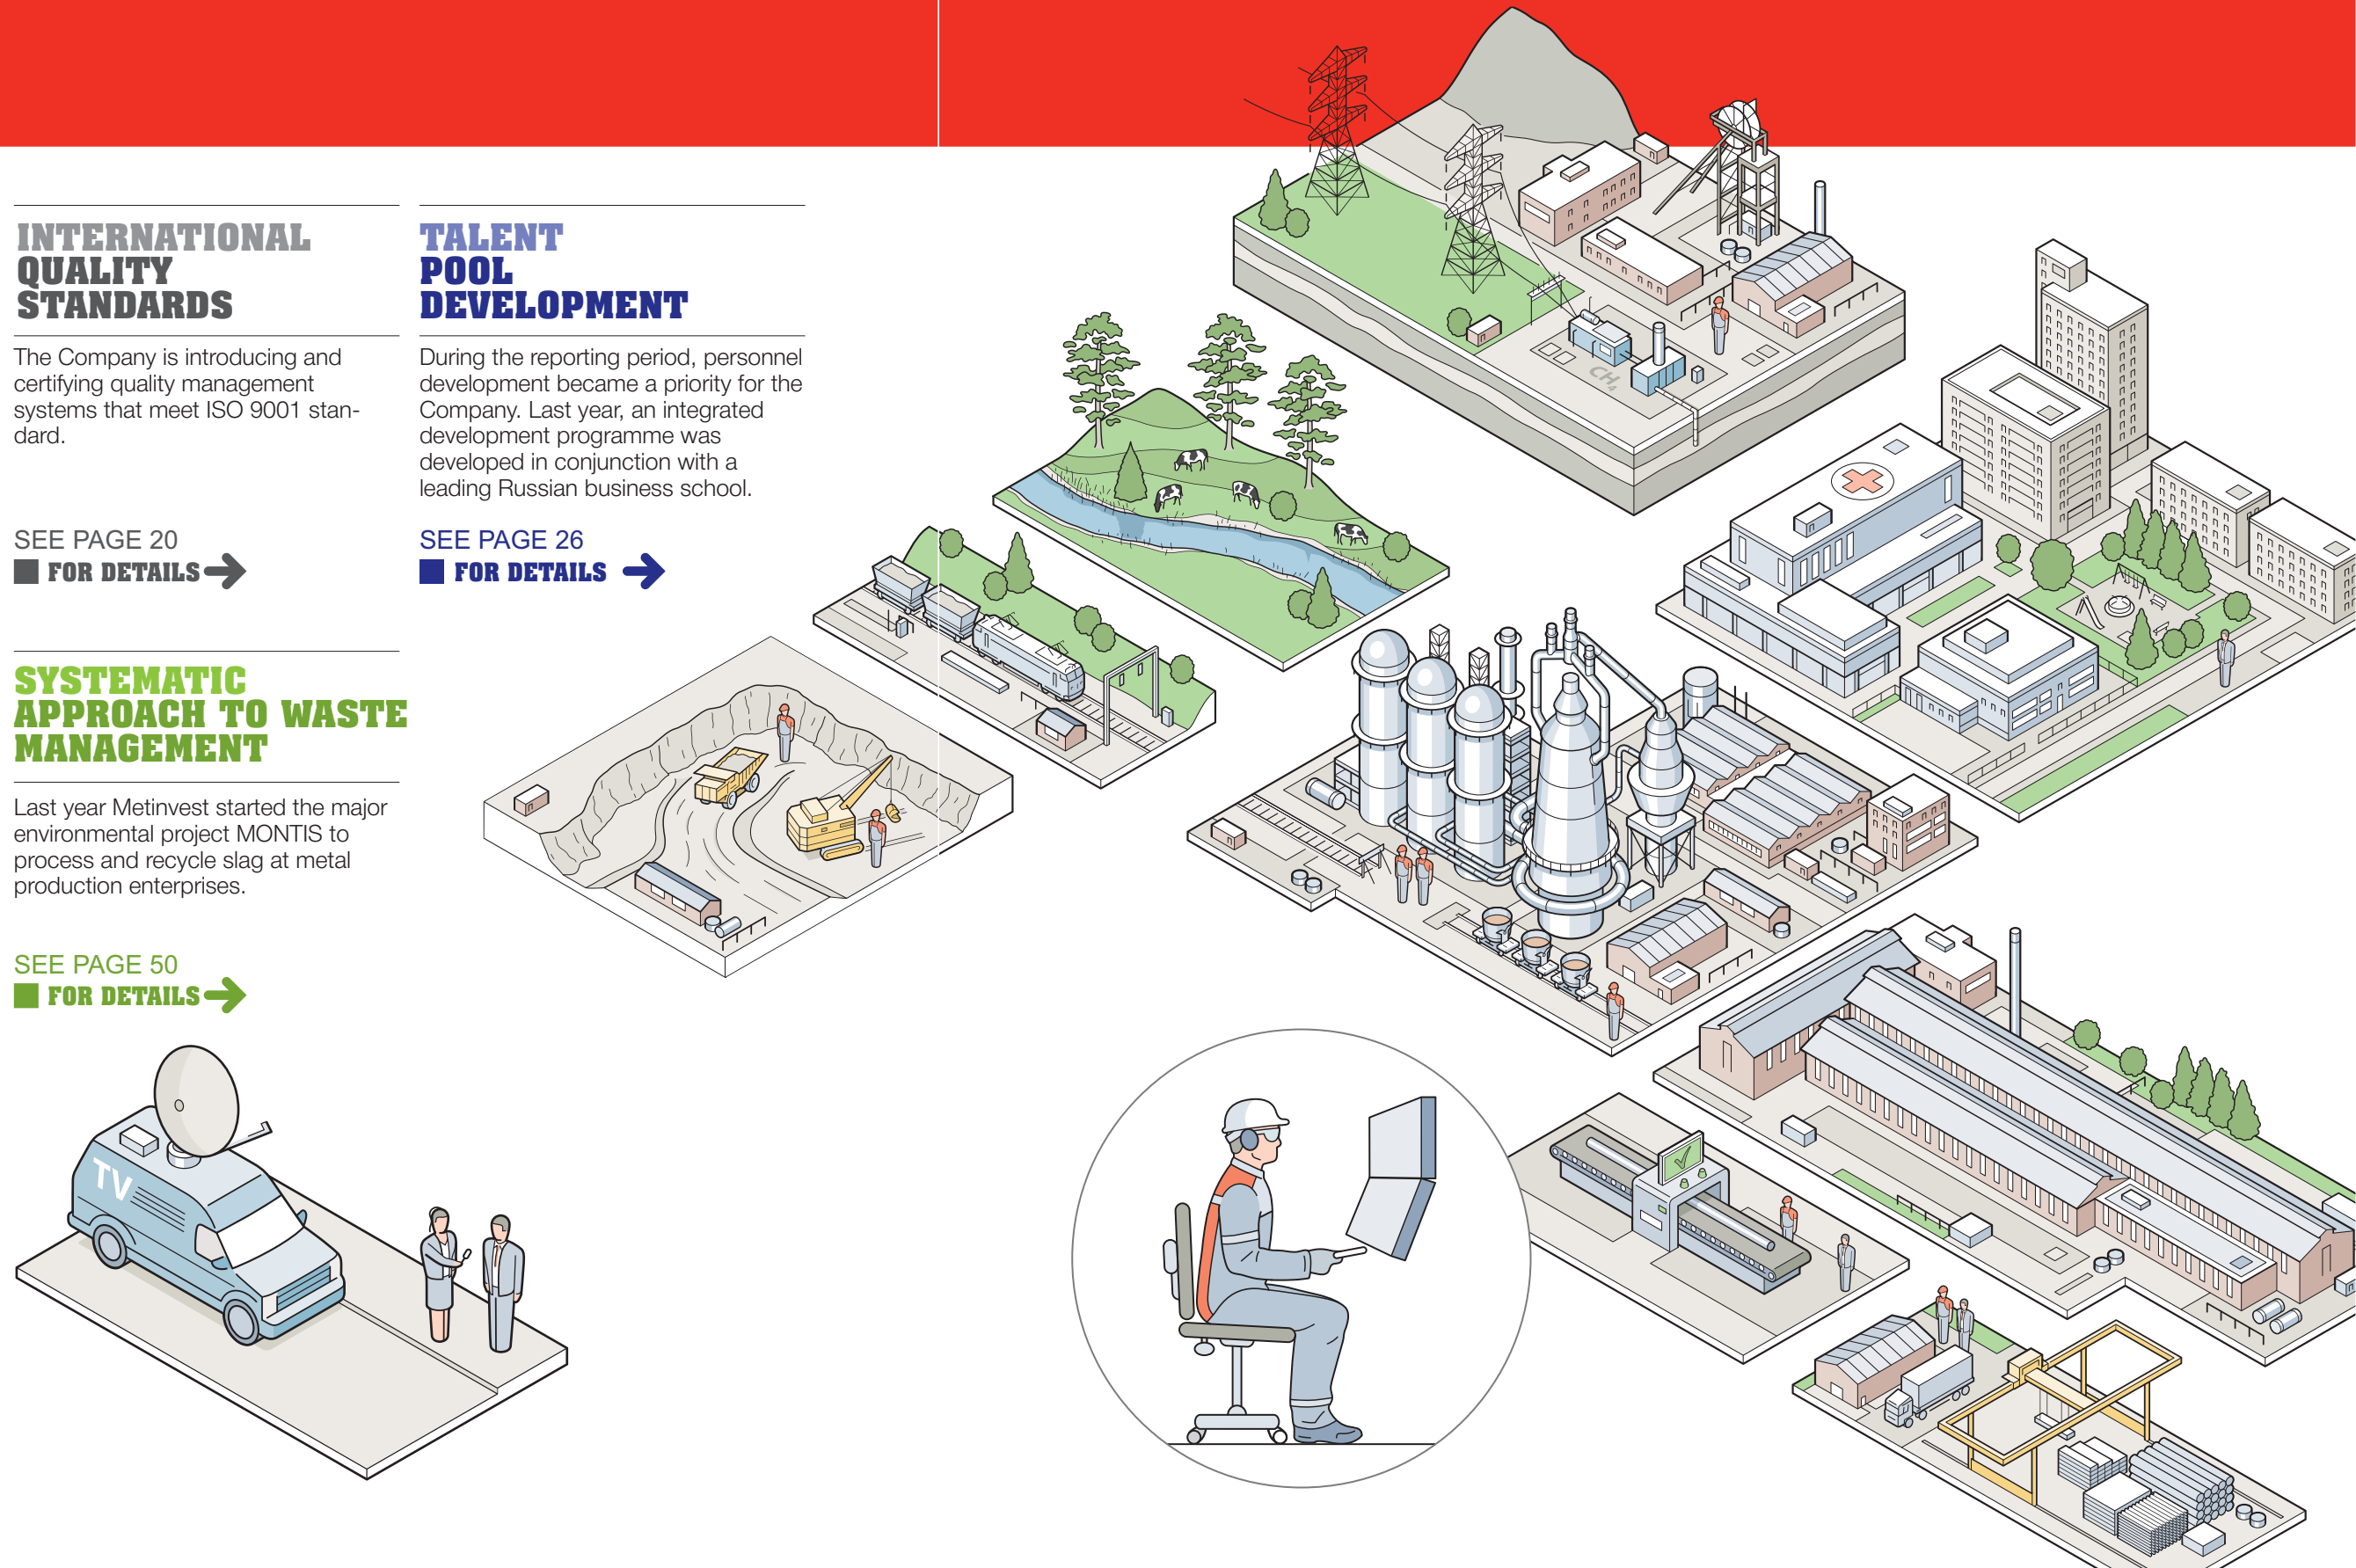 INTERNATIONAL
QUALITY
STANDARDS
The Company is introducing and
certifying quality management
systems that meet ISO 9001 stan-
dard.
SEE PAGE 20
FOR DETAILS
TALENT
POOL
DEVELOPMENT
During the reporting period, personnel
development became a priority for the
Company. Last year, an integrated
development programme was
developed in conjunction with a
leading Russian business school.
SEE PAGE 26
FOR DETAILS
SYSTEMATIC
APPROACH TO WASTE
MANAGEMENT
Last year Metinvest started the major
environmental project MONTIS to
process and recycle slag at metal
production enterprises.
SEE PAGE 50
FOR DETAILS
CH₄
TV